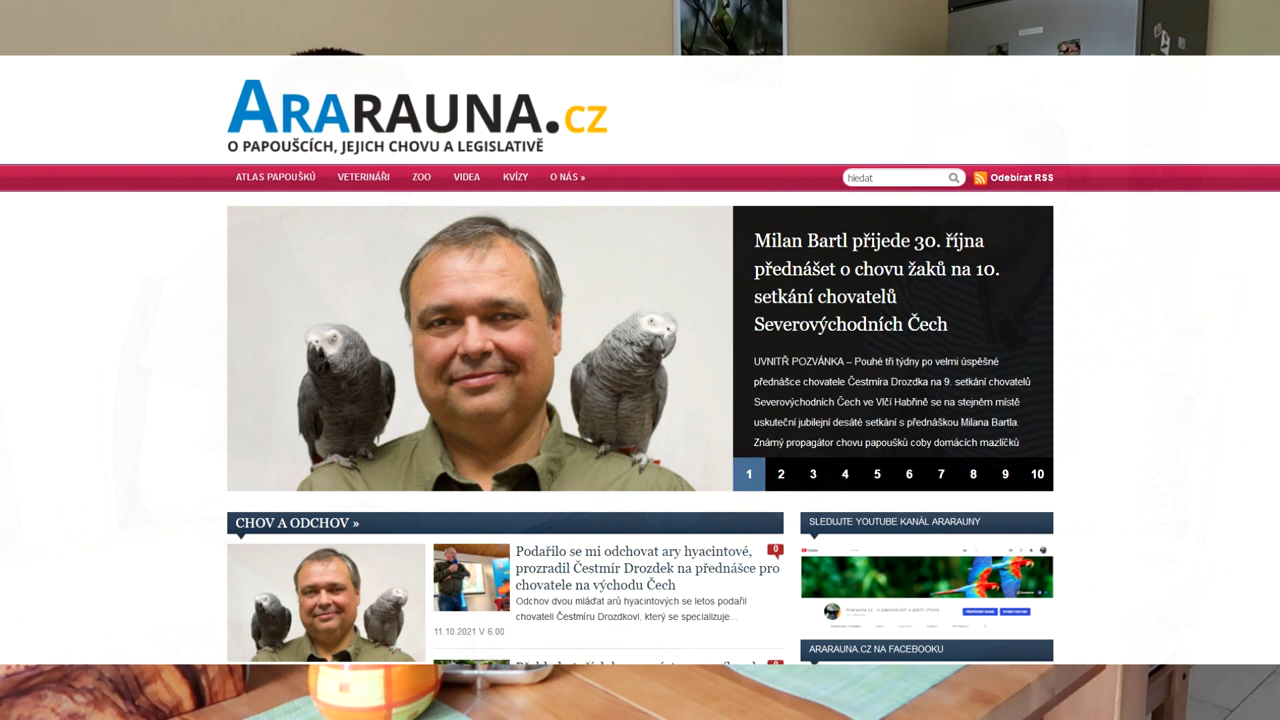 ARARAUNA.CZ
O PAPOUŠCÍCH, JEJICH CHOVU A LEGISLATIVĚ
ATLAS PAPOUŠKŮ VETERINÁŘI ZOO VIDEA KVÍZY O NÁS »
hledat
Odebírat RSS
Milan Bartl přijede 30. října
přednášet o chovu žaků na 10.
setkání chovatelů
Severovýchodních Čech
UVNITŘ POZVÁNKA – Pouhé tři týdny po velmi úspěšné
přednášce chovatele Čestmíra Drozdka na 9. setkání chovatelů
Severovýchodních Čech ve Vlčí Habřině se na stejném místě
uskuteční jubilejní desáté setkání s přednáškou Milana Bartla.
Známý propagátor chovu papoušků coby domácích mazlíčků
1 2 3 4 5 6 7 8 9 10
CHOV A ODCHOV »
Podařilo se mi odchovat ary hyacintové,
prozradil Čestmír Drozdek na přednášce pro
chovatele na východu Čech
0
Odchov dvou mláďat arů hyacintových se letos podařil
chovateli Čestmíru Drozdkovi, který se specializuje...
11.10.2021 V 6.00
SLEDUJTE YOUTUBE KANÁL ARARAUNY
ARARAUNA.CZ NA FACEBOOKU